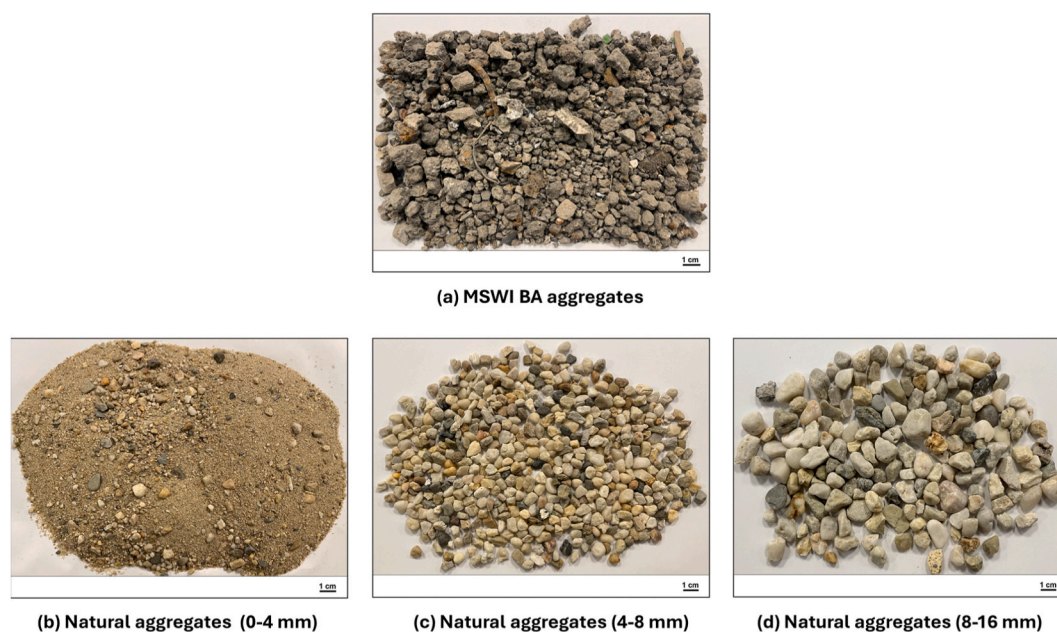 1 cm
(a) MSWI BA aggregates
1 cm
1 cm
1 cm
(b) Natural aggregates (0-4 mm)
(c) Natural aggregates (4-8 mm)
(d) Natural aggregates (8-16 mm)